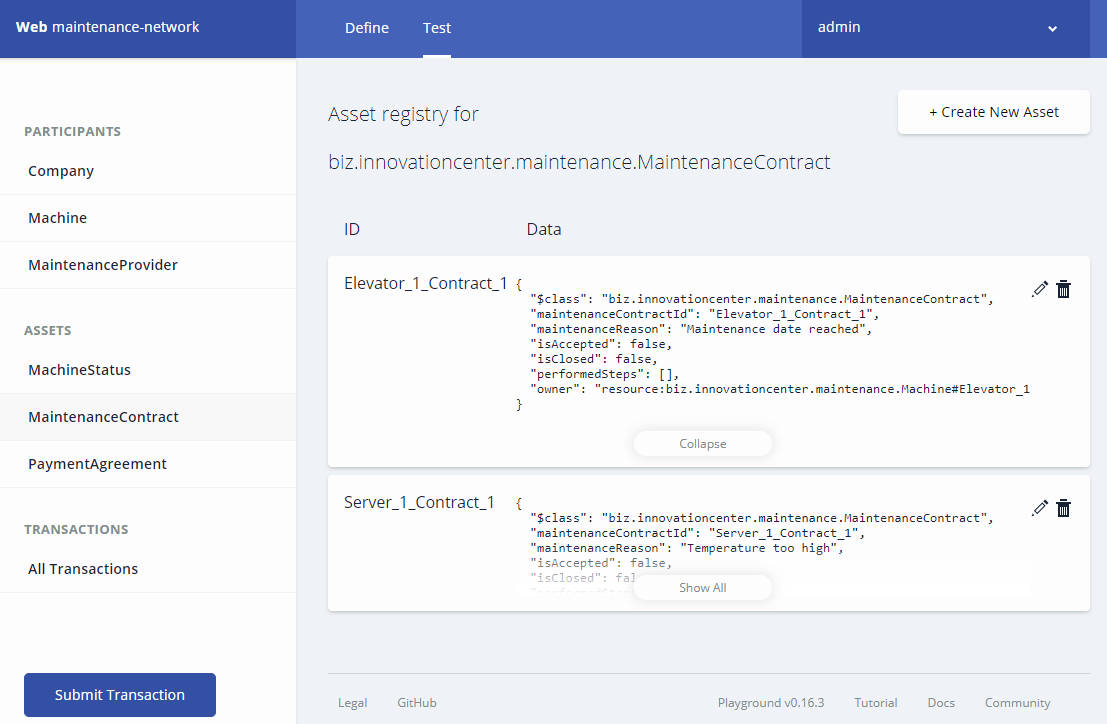 Web maintenance-network
Define
Test
admin
PARTICIPANTS
Company
Machine
MaintenanceProvider
ASSETS
MachineStatus
MaintenanceContract
PaymentAgreement
TRANSACTIONS
All Transactions
Submit Transaction
Asset registry for
+ Create New Asset
biz.innovationcenter.maintenance.MaintenanceContract
ID
Data
Elevator_1_Contract_1
{
"$class": "biz.innovationcenter.maintenance.MaintenanceContract",
"maintenanceContractId": "Elevator_1_Contract_1",
"maintenanceReason": "Maintenance date reached",
"isAccepted": false,
"isClosed": false,
"performedSteps": [],
"owner": "resource:biz.innovationcenter.maintenance.Machine#Elevator_1
}
Collapse
Server_1_Contract_1
{
"$class": "biz.innovationcenter.maintenance.MaintenanceContract",
"maintenanceContractId": "Server_1_Contract_1",
"maintenanceReason": "Temperature too high",
"isAccepted": false,
"isClosed": fal
Show All
Legal
GitHub
Playground v0.16.3
Tutorial
Docs
Community